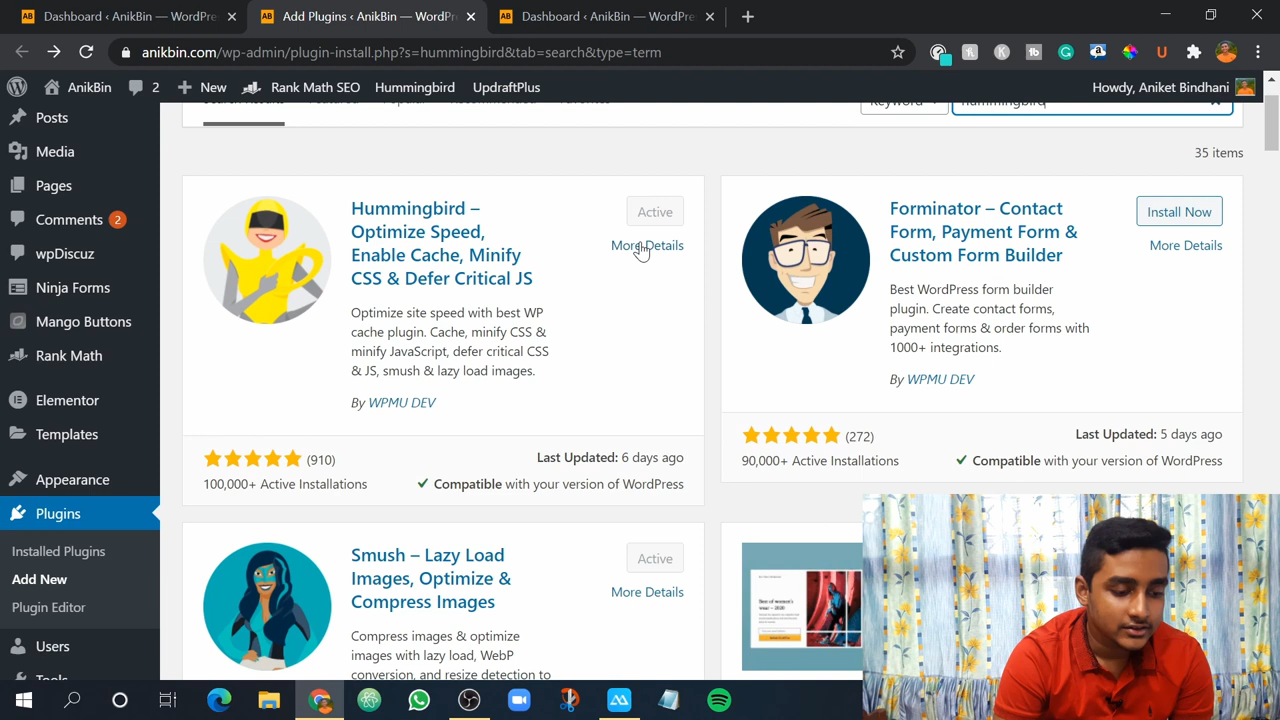 Dashboard ‹ AnikBin — WordPre
Add Plugins ‹ AnikBin — WordPre
Dashboard ‹ AnikBin — WordPre
anikbin.com/wp-admin/plugin-install.php?s=hummingbird&tab=search&type=term
AnikBin
2
New
Rank Math SEO
Hummingbird
UpdraftPlus
Howdy, Aniket Bindhani
Posts
Media
Pages
Comments 2
wpDiscuz
Ninja Forms
Mango Buttons
Rank Math
Elementor
Templates
Appearance
Plugins
Installed Plugins
Add New
Plugin Editor
Users
Tools
Keyword
hummingbird
35 items
Hummingbird –
Optimize Speed,
Enable Cache, Minify
CSS & Defer Critical JS
Active
More Details
Optimize site speed with best WP
cache plugin. Cache, minify CSS &
minify JavaScript, defer critical CSS
& JS, smush & lazy load images.
By WPMU DEV
(910)
100,000+ Active Installations
Last Updated: 6 days ago
Compatible with your version of WordPress
Forminator – Contact
Form, Payment Form &
Custom Form Builder
Install Now
More Details
Best WordPress form builder
plugin. Create contact forms,
payment forms & order forms with
1000+ integrations.
By WPMU DEV
(272)
90,000+ Active Installations
Last Updated: 5 days ago
Compatible with your version of WordPress
Smush – Lazy Load
Images, Optimize &
Compress Images
Active
More Details
Compress images & optimize
images with lazy load, WebP
conversion, and resize detection to